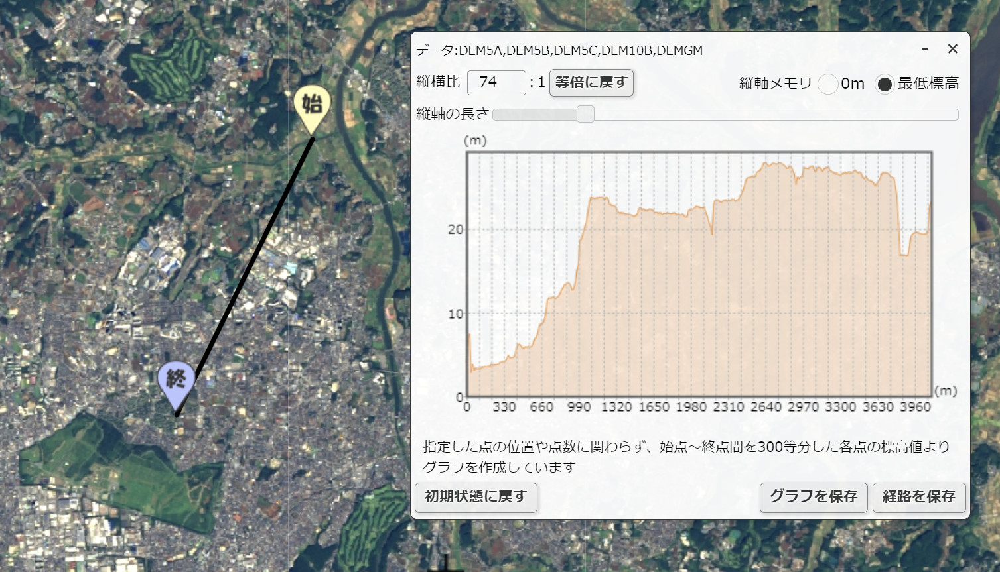 データ:DEM5A,DEM5B,DEM5C,DEM10B,DEMGM
- ×
縦横比 74 : 1 等倍に戻す 縦軸メモリ 0m 最低標高
縦軸の長さ
始
終
(m)
20
10
0
(m)
0 330 660 990 1320 1650 1980 2310 2640 2970 3300 3630 3960
指定した点の位置や点数に関わらず、始点～終点間を300等分した各点の標高値より
グラフを作成しています
初期状態に戻す グラフを保存 経路を保存